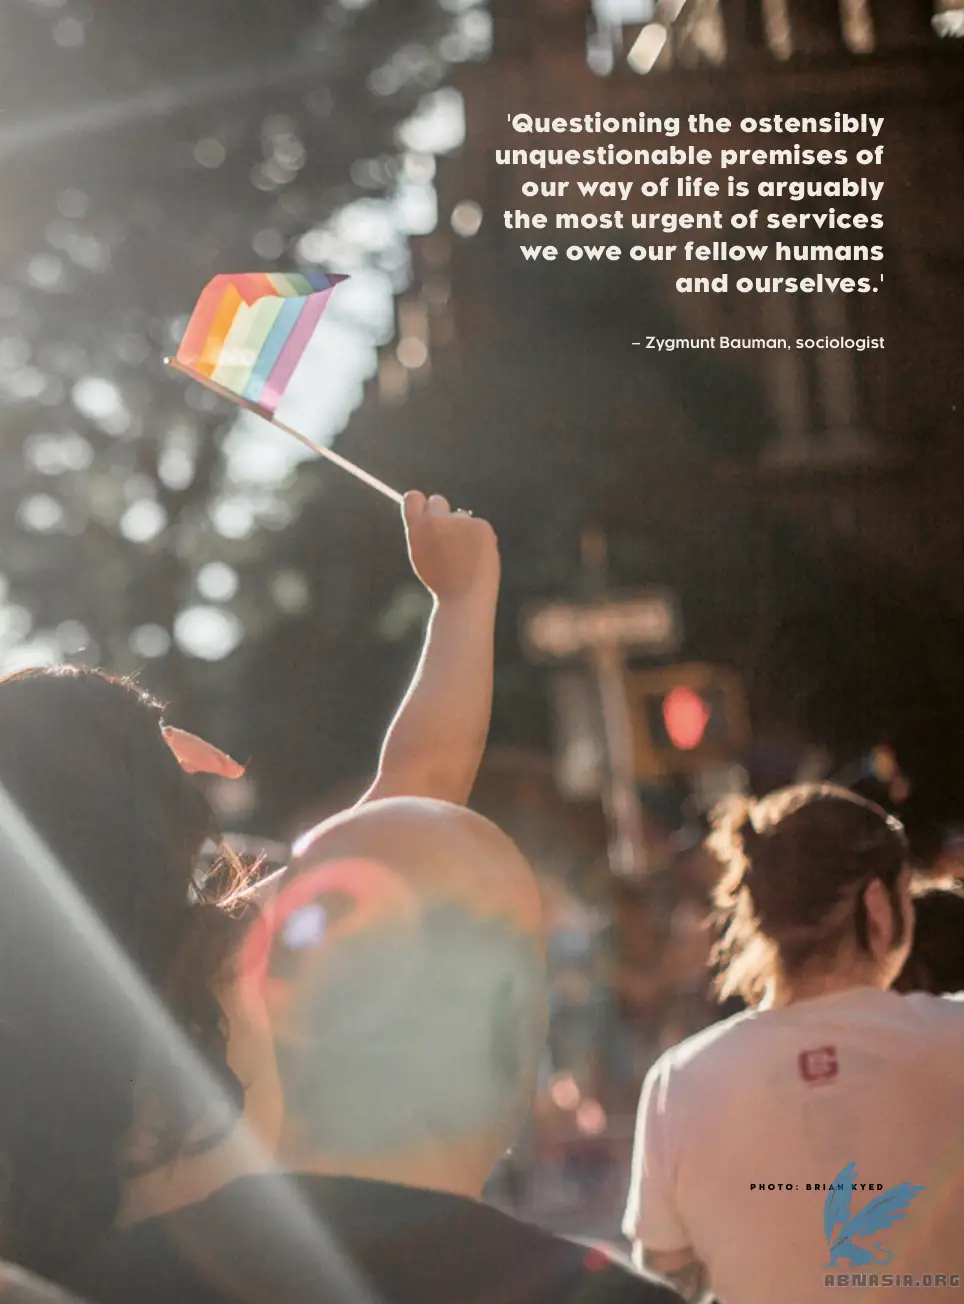 'Questioning the ostensibly
unquestionable premises of
our way of life is arguably
the most urgent of services
we owe our fellow humans
and ourselves.'
– Zygmunt Bauman, sociologist
PHOTO: BRIAN KYED
ABNASIA.ORG